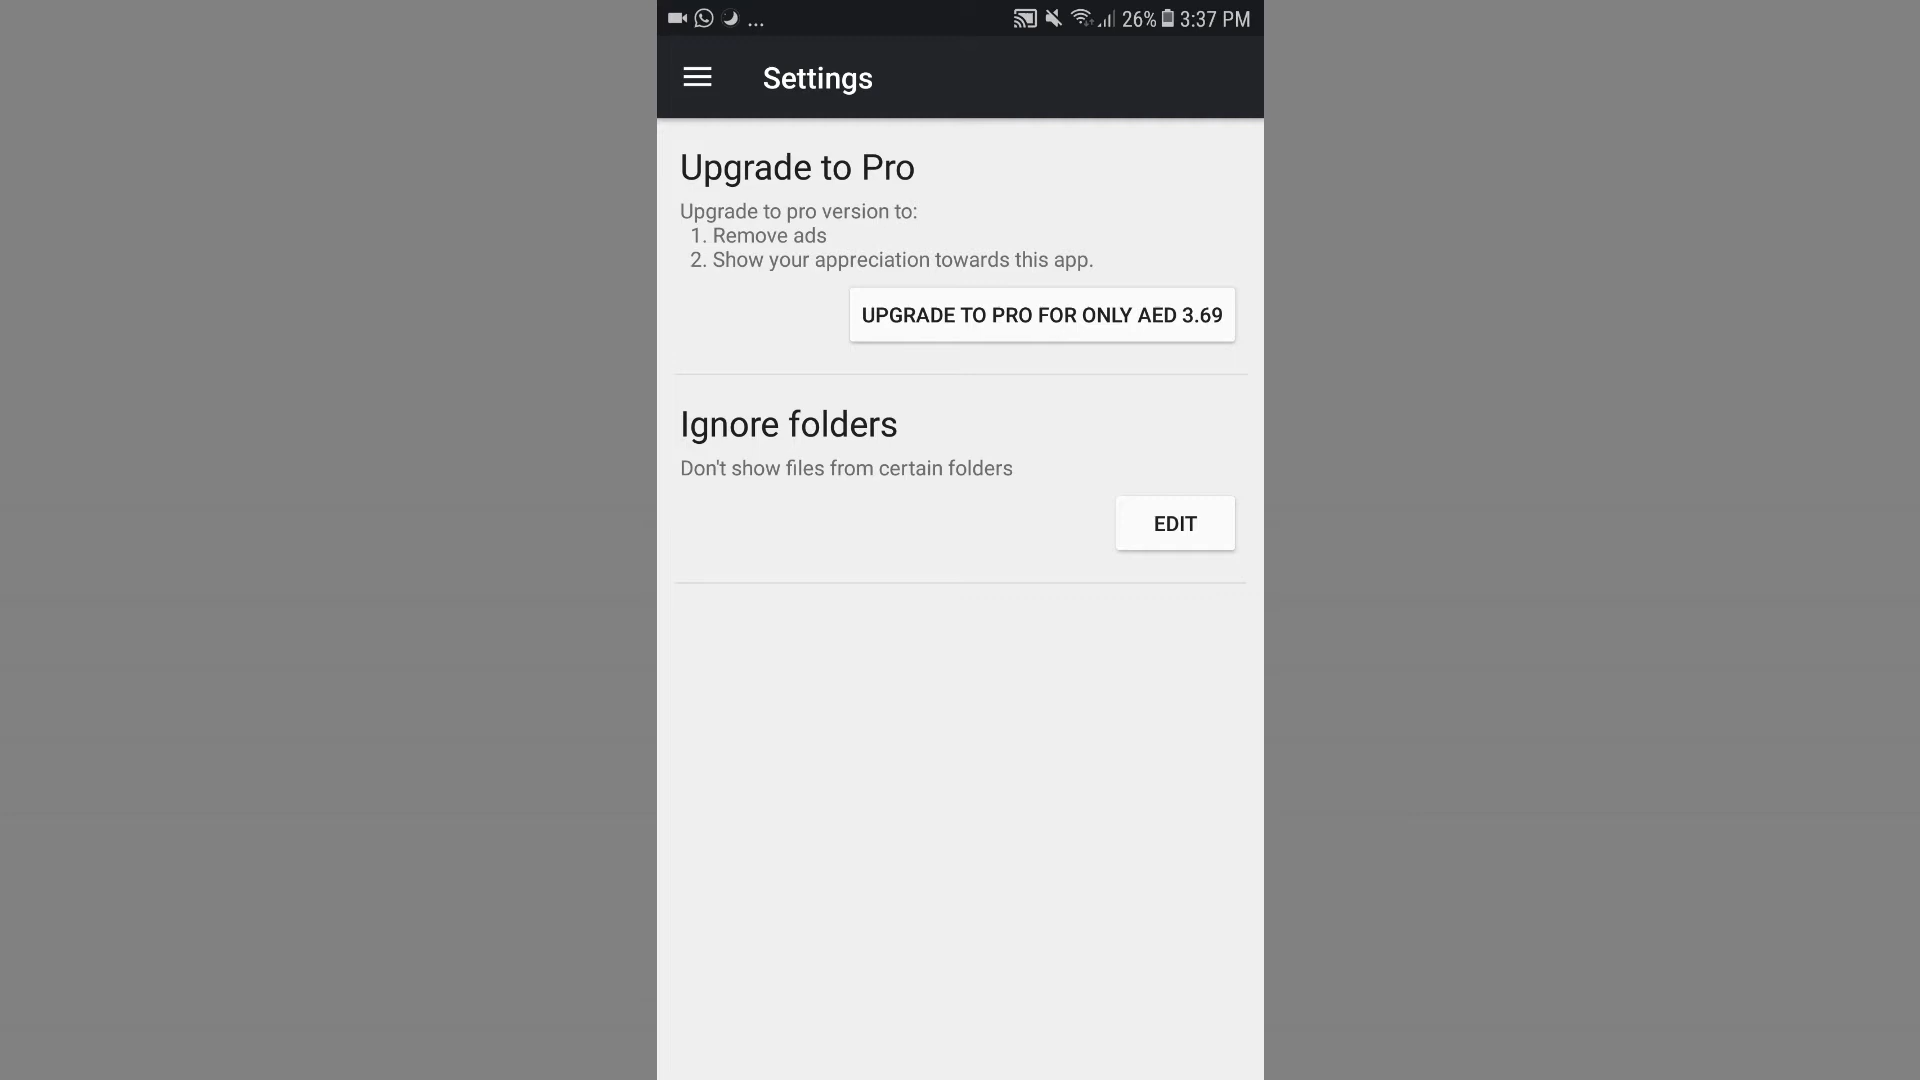 ... 26% 3:37 PM
Settings
Upgrade to Pro
Upgrade to pro version to:
1. Remove ads
2. Show your appreciation towards this app.
UPGRADE TO PRO FOR ONLY AED 3.69
Ignore folders
Don't show files from certain folders
EDIT